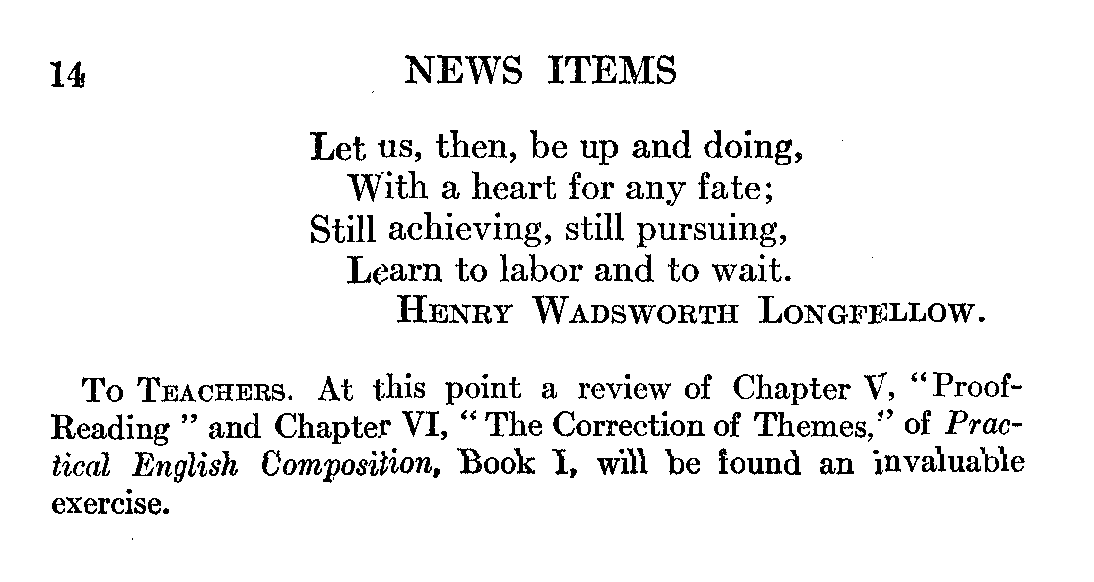 14 NEWS ITEMS
Let us, then, be up and doing,
With a heart for any fate;
Still achieving, still pursuing,
Learn to labor and to wait.
HENRY WADSWORTH LONGFELLOW.
TO TEACHERS. At this point a review of Chapter V, “Proof-
Reading ” and Chapter VI, “ The Correction of Themes,” of Prac-
tical English Composition, Book I, will be found an invaluable
exercise.